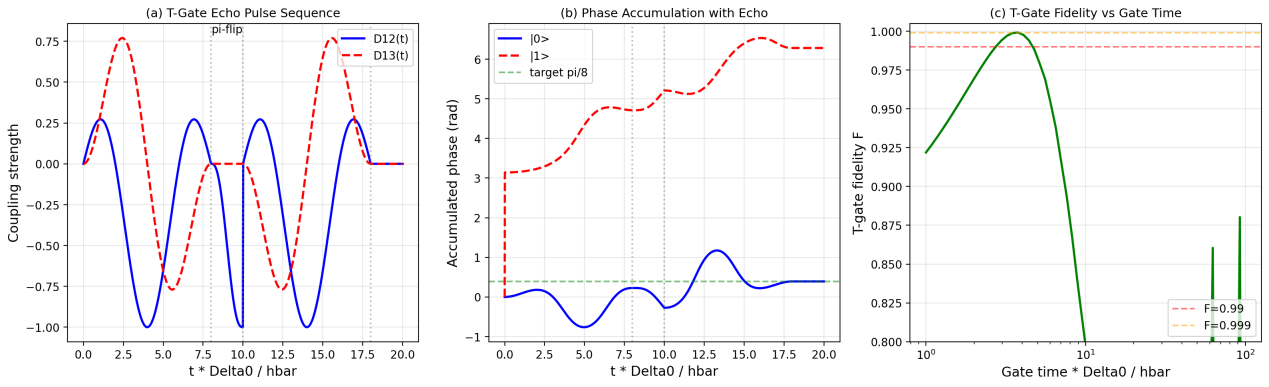 (a) T-Gate Echo Pulse Sequence
pi-flip
D12(t)
D13(t)
Coupling strength
0.75
0.50
0.25
0.00
−0.25
−0.50
−0.75
−1.00
0.0 2.5 5.0 7.5 10.0 12.5 15.0 17.5 20.0
t * Delta0 / hbar
(b) Phase Accumulation with Echo
|0>
|1>
target pi/8
Accumulated phase (rad)
6
5
4
3
2
1
0
−1
0.0 2.5 5.0 7.5 10.0 12.5 15.0 17.5 20.0
t * Delta0 / hbar
(c) T-Gate Fidelity vs Gate Time
T-gate fidelity F
1.000
0.975
0.950
0.925
0.900
0.875
0.850
0.825
0.800
F=0.99
F=0.999
10⁰ 10¹ 10²
Gate time * Delta0 / hbar